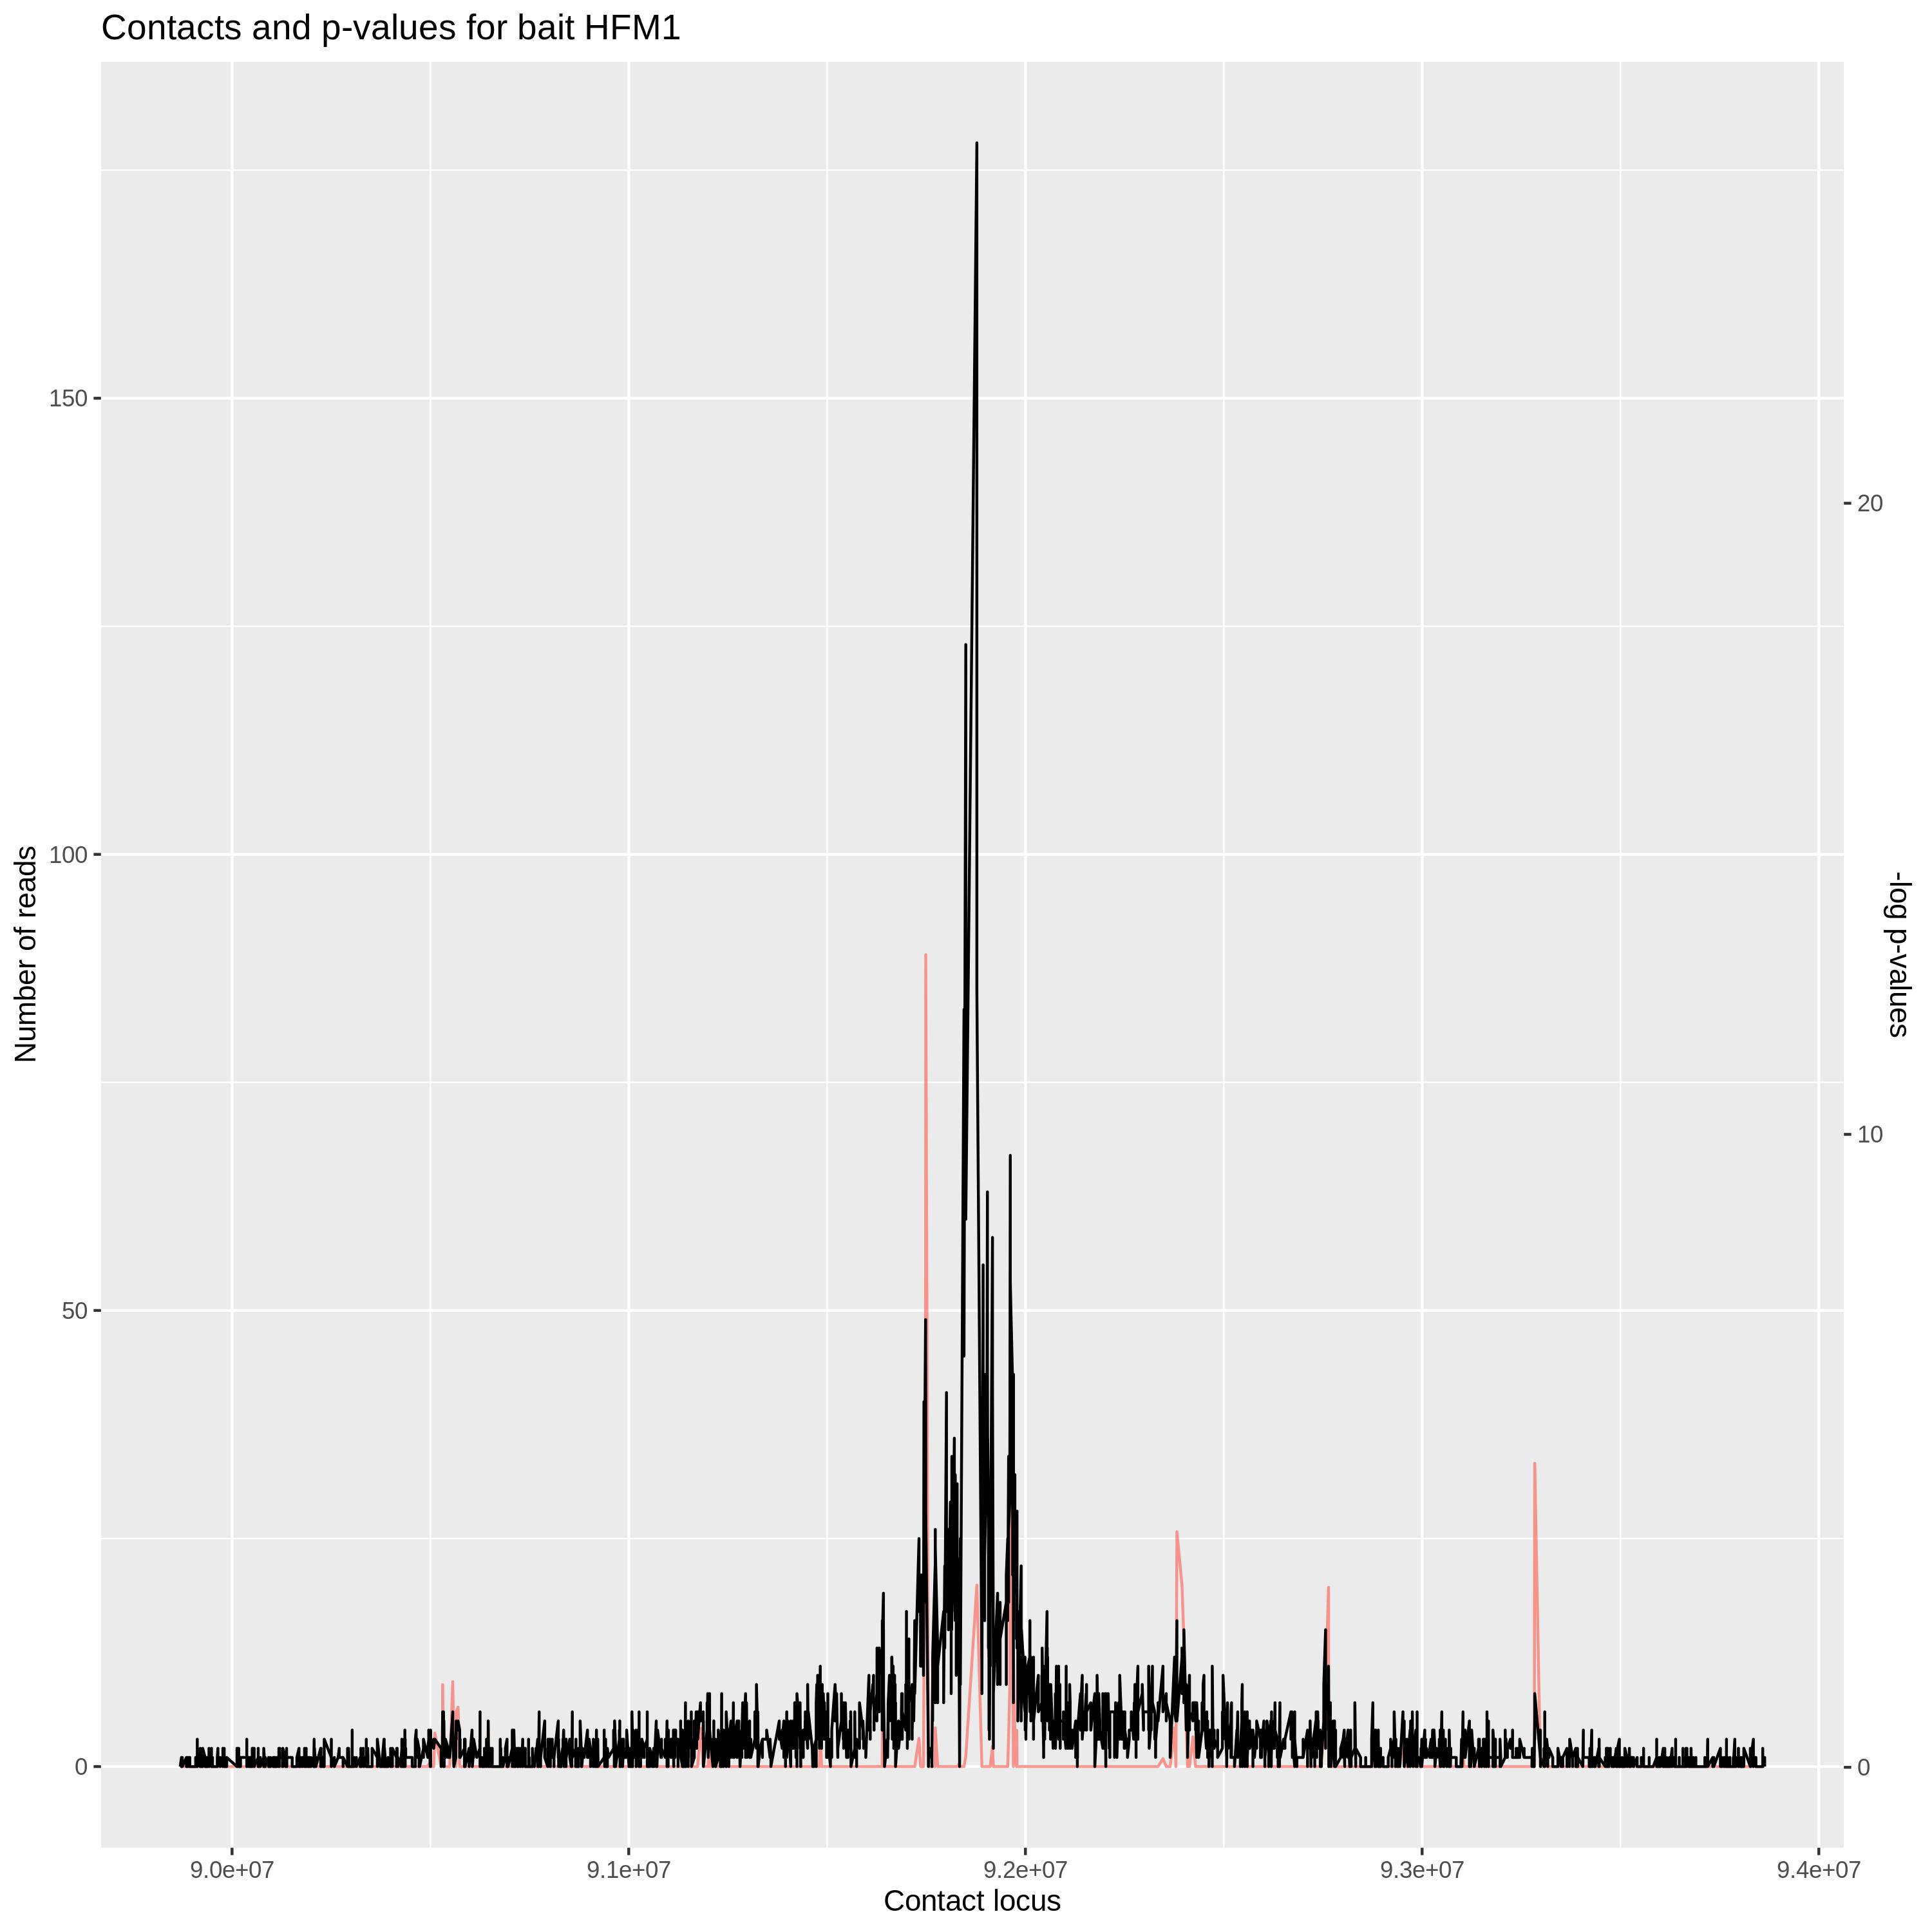 Contacts and p-values for bait HFM1
150
100
50
0
Number of reads
20
10
0
-log p-values
9.0e+07
9.1e+07
9.2e+07
9.3e+07
9.4e+07
Contact locus